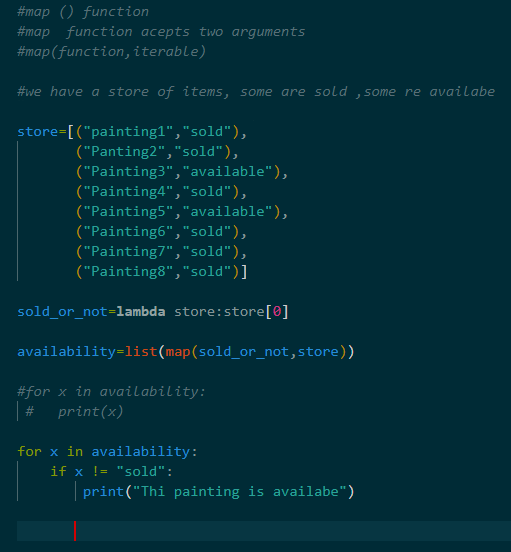 #map () function
#map  function acepts two arguments
#map(function,iterable)
#we have a store of items, some are sold ,some re availabe
store=[("painting1","sold"),
("Panting2","sold"),
("Painting3","available"),
("Painting4","sold"),
("Painting5","available"),
("Painting6","sold"),
("Painting7","sold"),
("Painting8","sold")]
sold_or_not=lambda store:store[0]
availability=list(map(sold_or_not,store))
#for x in availability:
#   print(x)
for x in availability:
if x != "sold":
print("Thi painting is availabe")